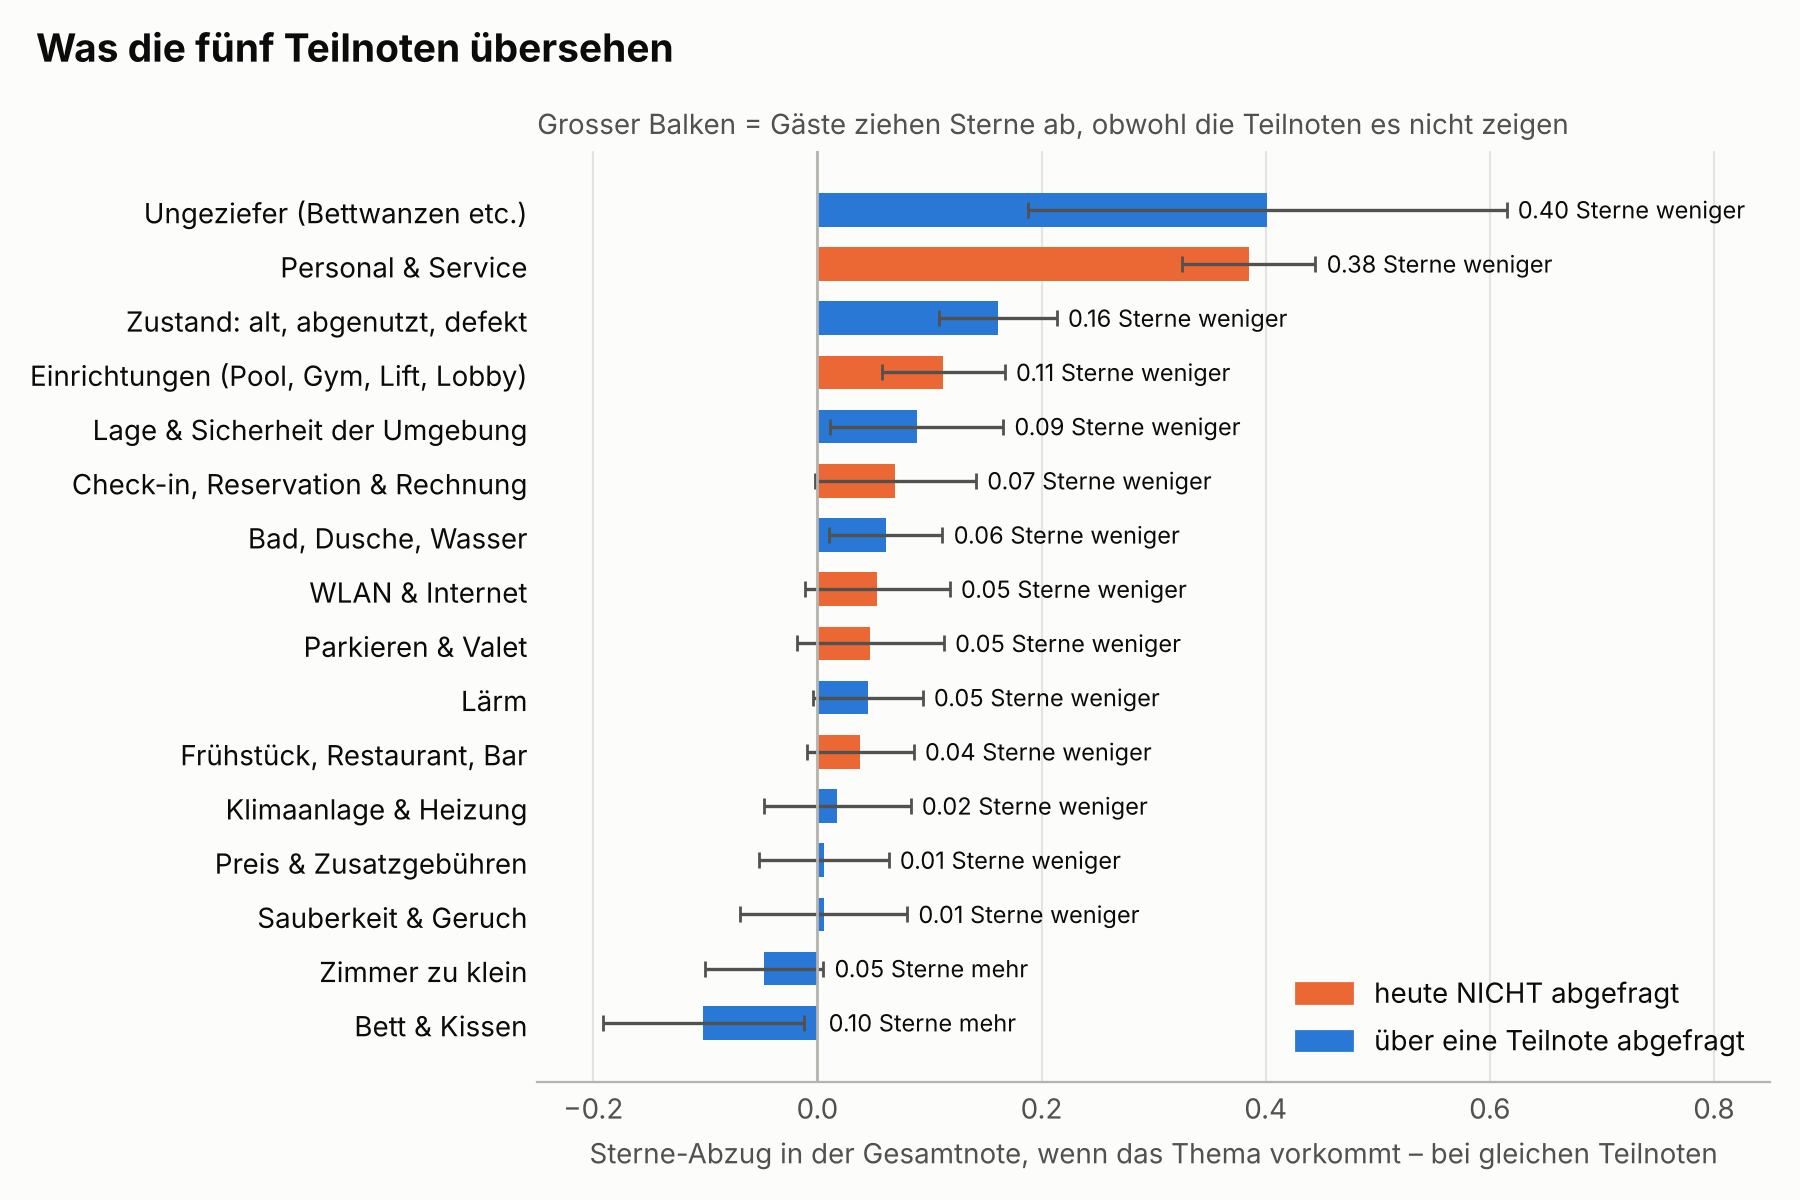 Was die fünf Teilnoten übersehen
Grosser Balken = Gäste ziehen Sterne ab, obwohl die Teilnoten es nicht zeigen
Ungeziefer (Bettwanzen etc.) 0.40 Sterne weniger
Personal & Service 0.38 Sterne weniger
Zustand: alt, abgenutzt, defekt 0.16 Sterne weniger
Einrichtungen (Pool, Gym, Lift, Lobby) 0.11 Sterne weniger
Lage & Sicherheit der Umgebung 0.09 Sterne weniger
Check-in, Reservation & Rechnung 0.07 Sterne weniger
Bad, Dusche, Wasser 0.06 Sterne weniger
WLAN & Internet 0.05 Sterne weniger
Parkieren & Valet 0.05 Sterne weniger
Lärm 0.05 Sterne weniger
Frühstück, Restaurant, Bar 0.04 Sterne weniger
Klimaanlage & Heizung 0.02 Sterne weniger
Preis & Zusatzgebühren 0.01 Sterne weniger
Sauberkeit & Geruch 0.01 Sterne weniger
Zimmer zu klein 0.05 Sterne mehr
Bett & Kissen 0.10 Sterne mehr
heute NICHT abgefragt
über eine Teilnote abgefragt
−0.2 0.0 0.2 0.4 0.6 0.8
Sterne-Abzug in der Gesamtnote, wenn das Thema vorkommt – bei gleichen Teilnoten